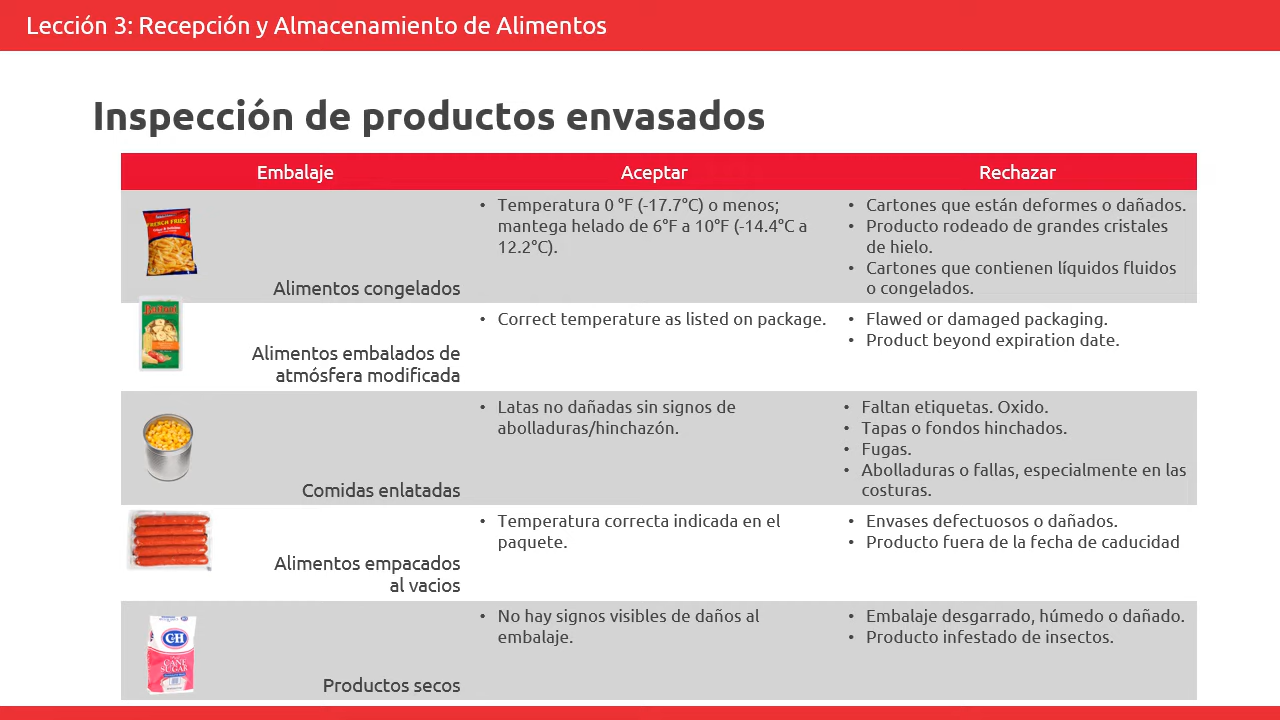 Lección 3: Recepción y Almacenamiento de Alimentos
Inspección de productos envasados
Embalaje
Aceptar
Rechazar
FRENCH FRIES
Alimentos congelados
• Temperatura 0 °F (-17.7°C) o menos;
mantega helado de 6°F a 10°F (-14.4°C a
12.2°C).
• Cartones que están deformes o dañados.
• Producto rodeado de grandes cristales
de hielo.
• Cartones que contienen líquidos fluidos
o congelados.
Alimentos embalados de
atmósfera modificada
• Correct temperature as listed on package.
• Flawed or damaged packaging.
• Product beyond expiration date.
Comidas enlatadas
• Latas no dañadas sin signos de
abolladuras/hinchazón.
• Faltan etiquetas. Oxido.
• Tapas o fondos hinchados.
• Fugas.
• Abolladuras o fallas, especialmente en las
costuras.
Alimentos empacados
al vacios
• Temperatura correcta indicada en el
paquete.
• Envases defectuosos o dañados.
• Producto fuera de la fecha de caducidad
C&H
CANE
SUGAR
Productos secos
• No hay signos visibles de daños al
embalaje.
• Embalaje desgarrado, húmedo o dañado.
• Producto infestado de insectos.